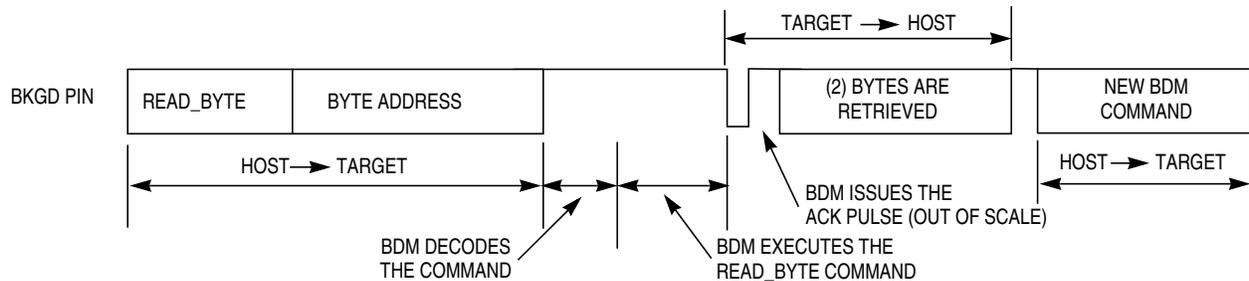 TARGET → HOST
BKGD PIN
READ_BYTE
BYTE ADDRESS
(2) BYTES ARE
RETRIEVED
NEW BDM
COMMAND
HOST → TARGET
HOST → TARGET
BDM ISSUES THE
ACK PULSE (OUT OF SCALE)
BDM DECODES
THE COMMAND
BDM EXECUTES THE
READ_BYTE COMMAND